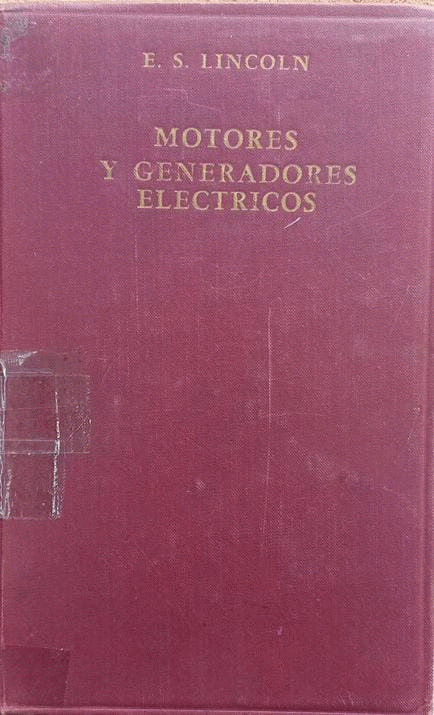 E. S. LINCOLN
MOTORES
Y GENERADORES
ELECTRICOS